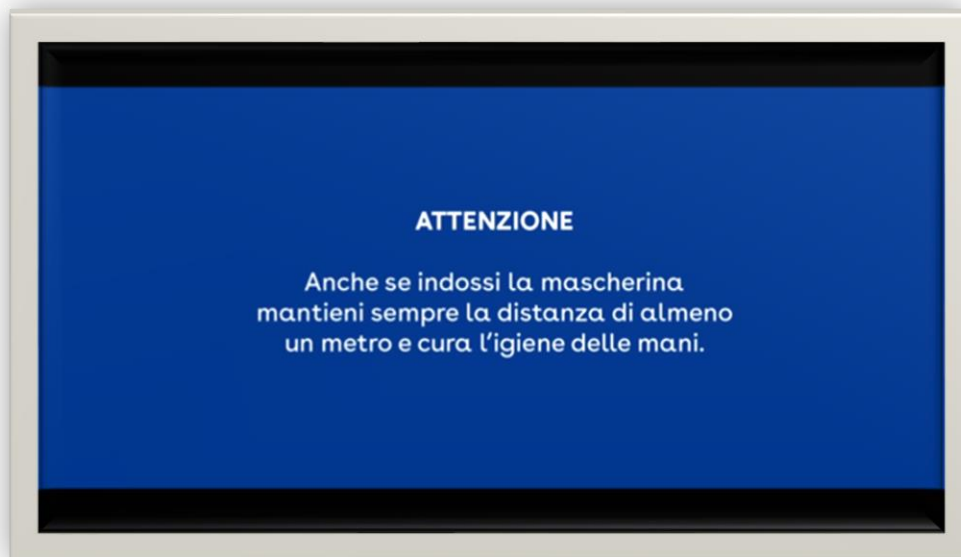 ATTENZIONE
Anche se indossi la mascherina
mantieni sempre la distanza di almeno
un metro e cura l'igiene delle mani.